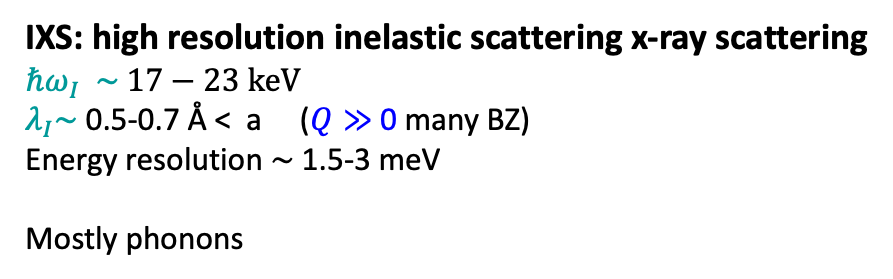 IXS: high resolution inelastic scattering x-ray scattering
ħω_I ~ 17 – 23 keV
λ_I~ 0.5-0.7 Å < a (Q ≫ 0 many BZ)
Energy resolution ~ 1.5-3 meV
Mostly phonons